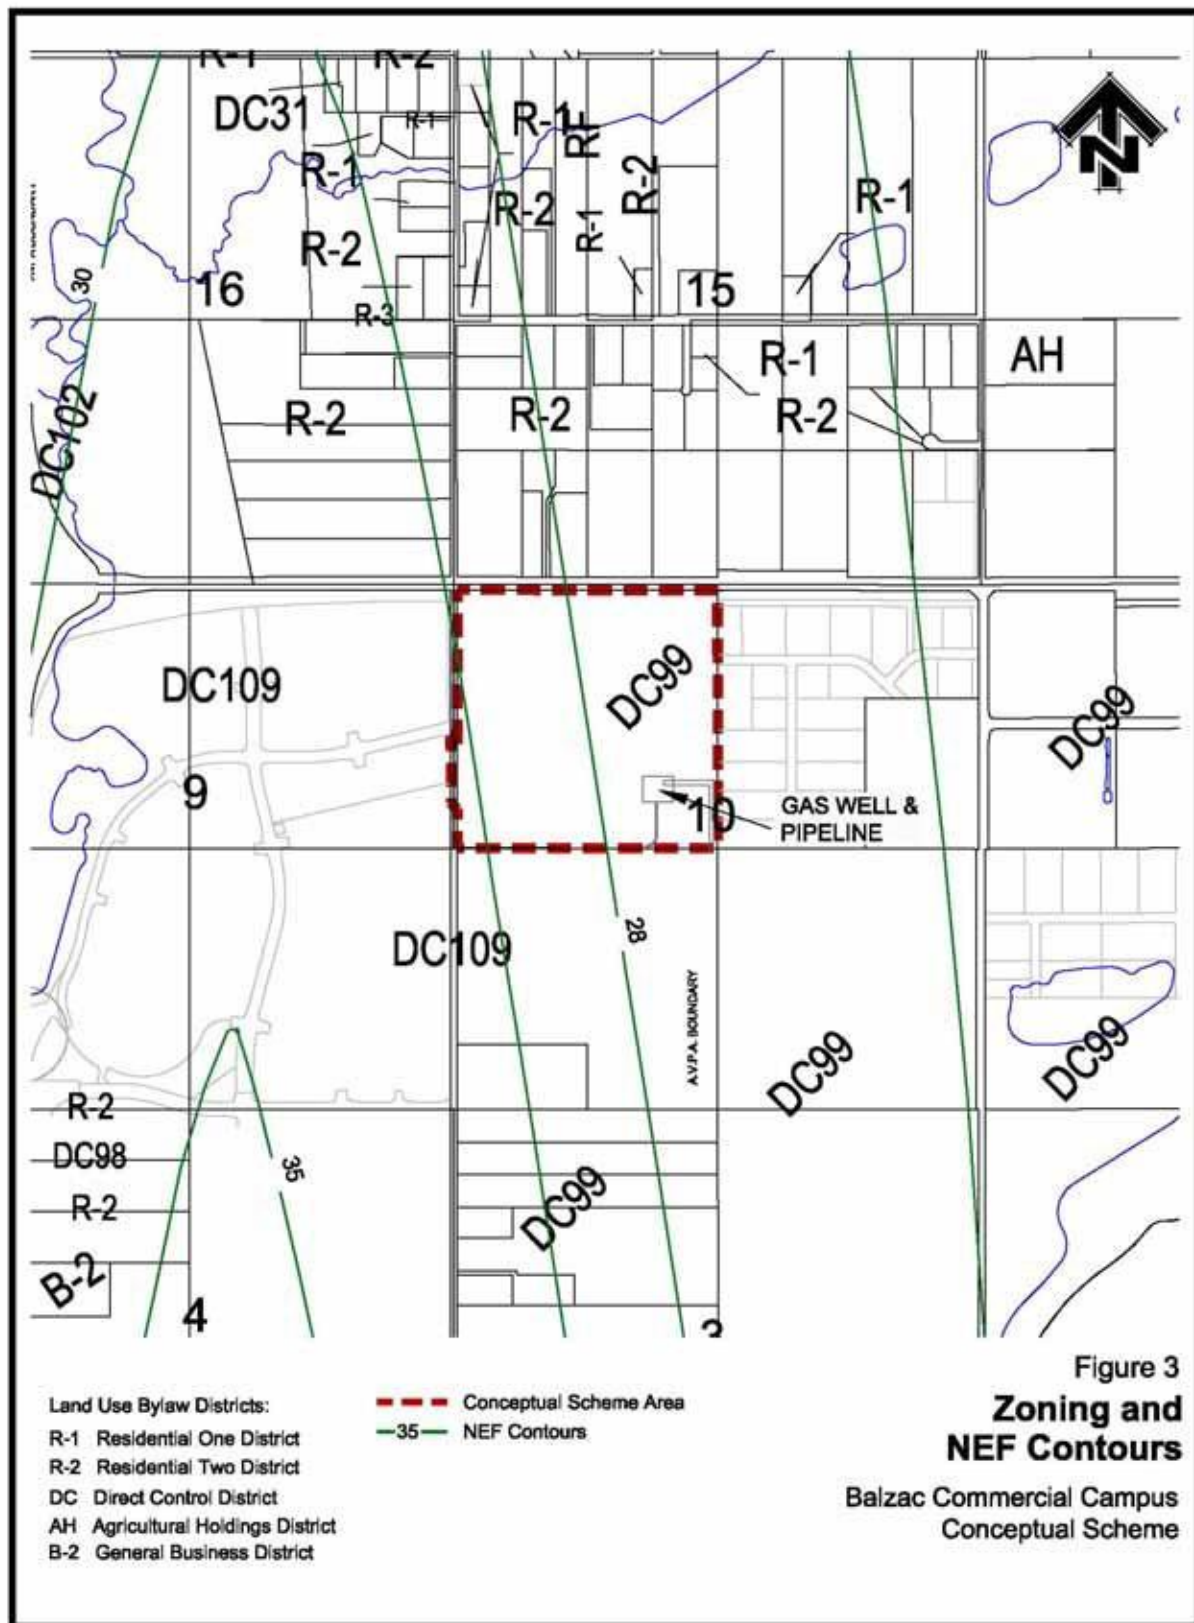 R-1
R-2
DC31
R-1
R-1
RF
R-1
R-2
R-2
R-1
R-2
R-1
R-2
30
16
15
R-3
R-1
AH
DC102
R-2
R-2
R-2
DC99
DC109
DC99
9
10
GAS WELL &
PIPELINE
28
DC109
A.V.P.A. BOUNDARY
DC99
DC99
R-2
DC98
35
R-2
DC99
B-2
4
3
N
Figure 3
Zoning and
NEF Contours
Balzac Commercial Campus
Conceptual Scheme
Land Use Bylaw Districts:
R-1 Residential One District
R-2 Residential Two District
DC Direct Control District
AH Agricultural Holdings District
B-2 General Business District
Conceptual Scheme Area
35 NEF Contours